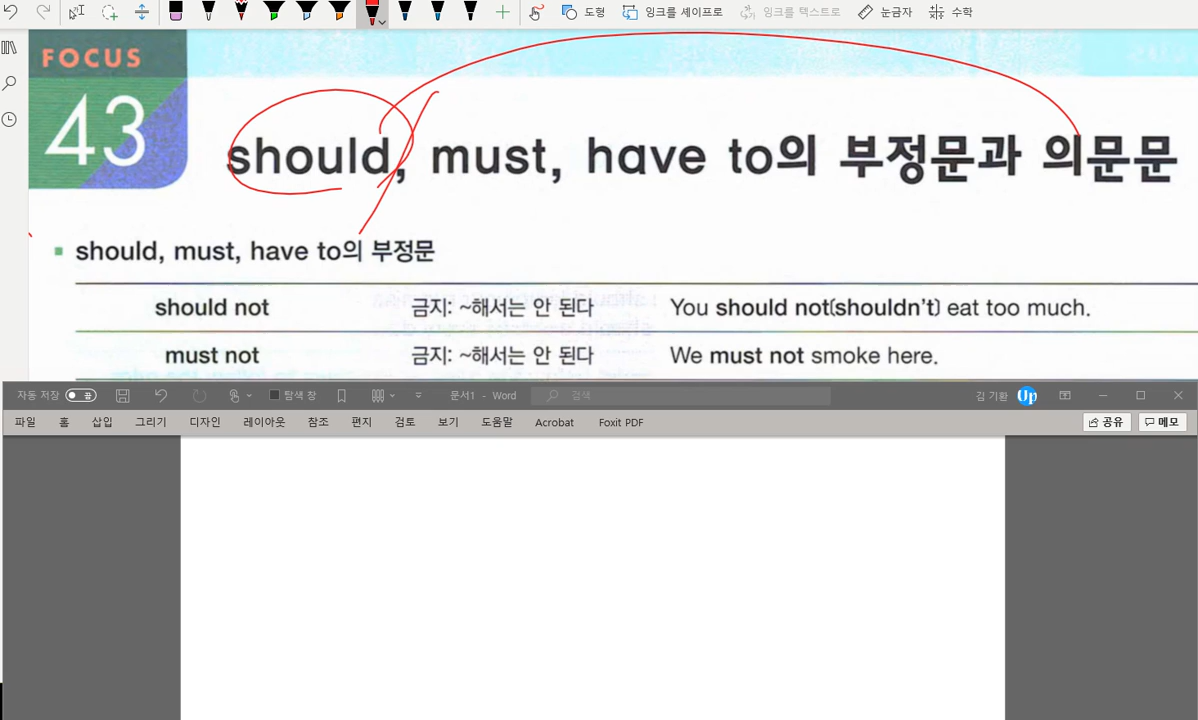 도형 잉크를 셰이프로 잉크를 텍스트로 눈금자 수학
FOCUS
43
should, must, have to의 부정문과 의문문
should, must, have to의 부정문
should not 금지: ~해서는 안 된다 You should not(shouldn't) eat too much.
must not 금지: ~해서는 안 된다 We must not smoke here.
자동 저장 끔 탐색 창 문서1 - Word 검색 김 기환
파일 홈 삽입 그리기 디자인 레이아웃 참조 편지 검토 보기 도움말 Acrobat Foxit PDF 공유 메모